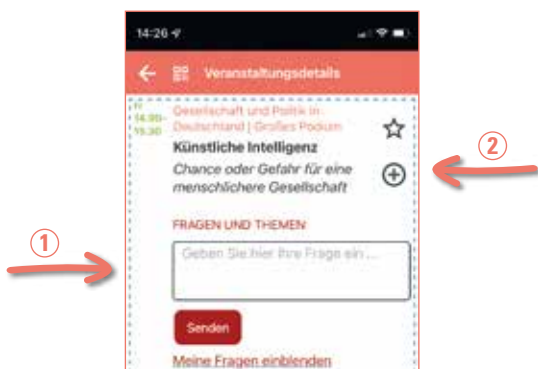 14:26
Veranstaltungsdetails
Fr
14.00-
15.30
Gesellschaft und Politik in
Deutschland | Großes Podium
Künstliche Intelligenz
Chance oder Gefahr für eine
menschlichere Gesellschaft
②
FRAGEN UND THEMEN
①
Geben Sie hier Ihre Frage ein ...
Senden
Meine Fragen einblenden